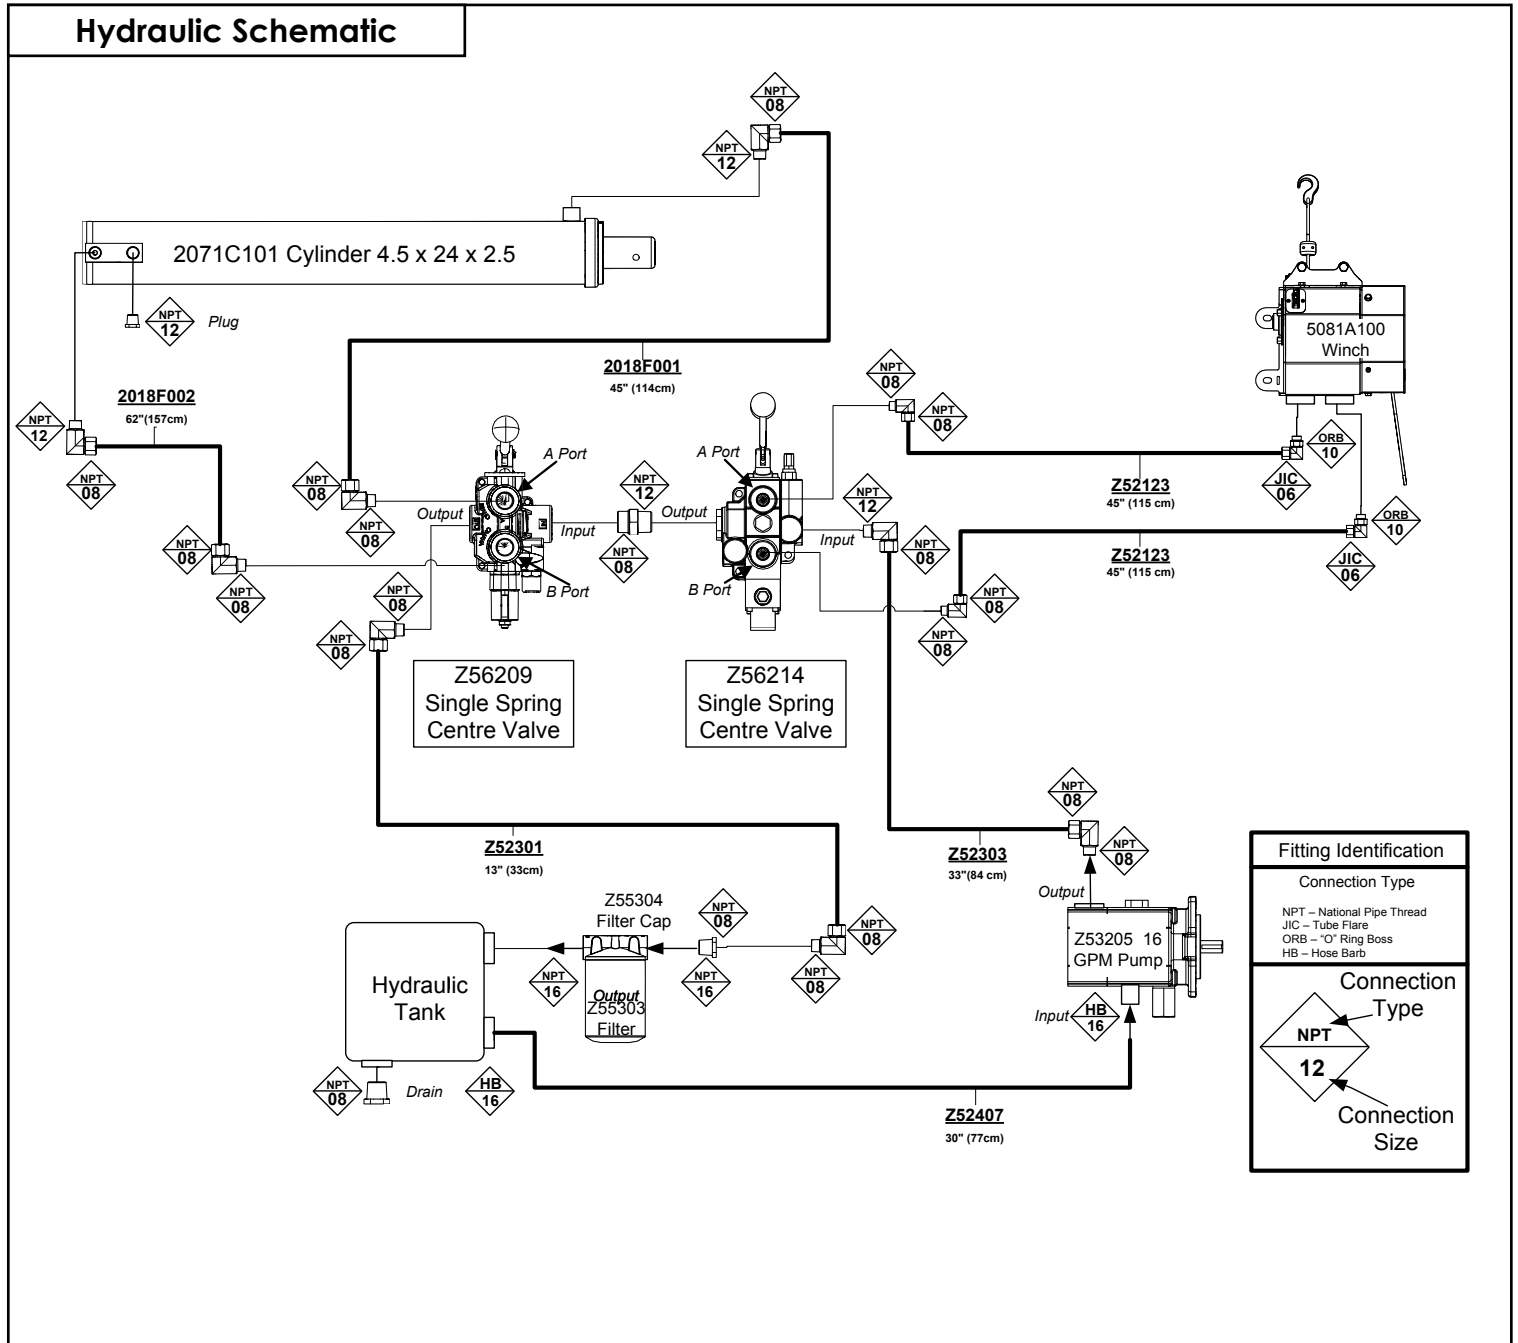 Hydraulic Schematic
NPT
08
NPT
12
2071C101 Cylinder 4.5 x 24 x 2.5
NPT
12
Plug
5081A100
Winch
2018F001
45" (114cm)
2018F002
62"(157cm)
NPT
12
NPT
08
NPT
08
NPT
08
NPT
08
NPT
08
A Port
Output
Input
B Port
NPT
12
NPT
08
A Port
Output
Input
B Port
NPT
08
NPT
08
NPT
12
NPT
08
Z52123
45" (115 cm)
ORB
10
JIC
06
Z52123
45" (115 cm)
ORB
10
JIC
06
NPT
08
NPT
08
NPT
08
NPT
08
Z56209
Single Spring
Centre Valve
Z56214
Single Spring
Centre Valve
NPT
08
NPT
08
Z52301
13" (33cm)
Z52303
33"(84 cm)
NPT
08
NPT
08
Output
Z53205 16
GPM Pump
Input
HB
16
Z55304
Filter Cap
NPT
08
NPT
08
NPT
16
NPT
16
NPT
08
Output
Z55303
Filter
Hydraulic
Tank
NPT
08
Drain
HB
16
Z52407
30" (77cm)
Fitting Identification
Connection Type
NPT – National Pipe Thread
JIC – Tube Flare
ORB – "O" Ring Boss
HB – Hose Barb
Connection
Type
NPT
12
Connection
Size